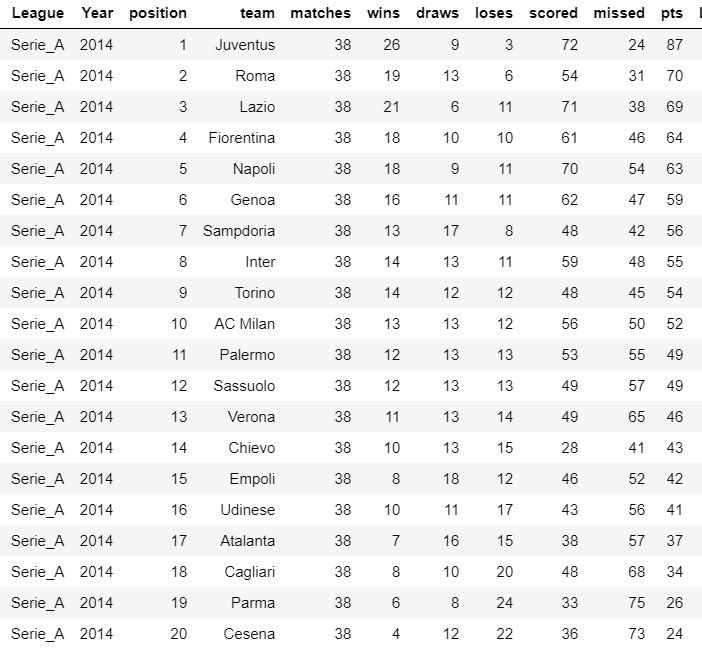 League Year position team matches wins draws loses scored missed pts
Serie_A 2014 1 Juventus 38 26 9 3 72 24 87
Serie_A 2014 2 Roma 38 19 13 6 54 31 70
Serie_A 2014 3 Lazio 38 21 6 11 71 38 69
Serie_A 2014 4 Fiorentina 38 18 10 10 61 46 64
Serie_A 2014 5 Napoli 38 18 9 11 70 54 63
Serie_A 2014 6 Genoa 38 16 11 11 62 47 59
Serie_A 2014 7 Sampdoria 38 13 17 8 48 42 56
Serie_A 2014 8 Inter 38 14 13 11 59 48 55
Serie_A 2014 9 Torino 38 14 12 12 48 45 54
Serie_A 2014 10 AC Milan 38 13 13 12 56 50 52
Serie_A 2014 11 Palermo 38 12 13 13 53 55 49
Serie_A 2014 12 Sassuolo 38 12 13 13 49 57 49
Serie_A 2014 13 Verona 38 11 13 14 49 65 46
Serie_A 2014 14 Chievo 38 10 13 15 28 41 43
Serie_A 2014 15 Empoli 38 8 18 12 46 52 42
Serie_A 2014 16 Udinese 38 10 11 17 43 56 41
Serie_A 2014 17 Atalanta 38 7 16 15 38 57 37
Serie_A 2014 18 Cagliari 38 8 10 20 48 68 34
Serie_A 2014 19 Parma 38 6 8 24 33 75 26
Serie_A 2014 20 Cesena 38 4 12 22 36 73 24